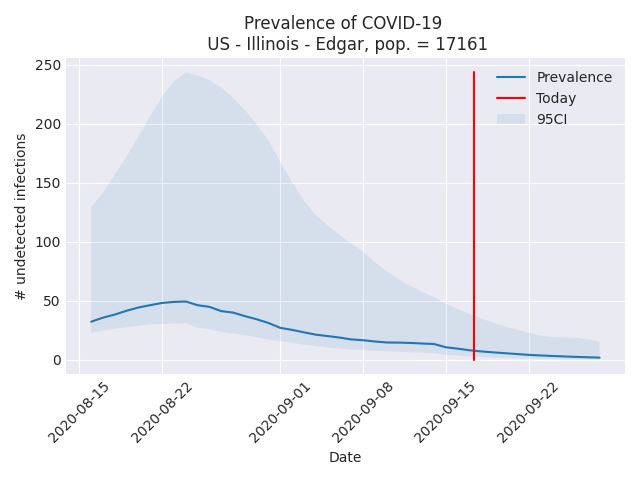 Prevalence of COVID-19
US - Illinois - Edgar, pop. = 17161
# undetected infections
250
200
150
100
50
0
Prevalence
Today
95CI
2020-08-15
2020-08-22
2020-09-01
2020-09-08
2020-09-15
2020-09-22
Date